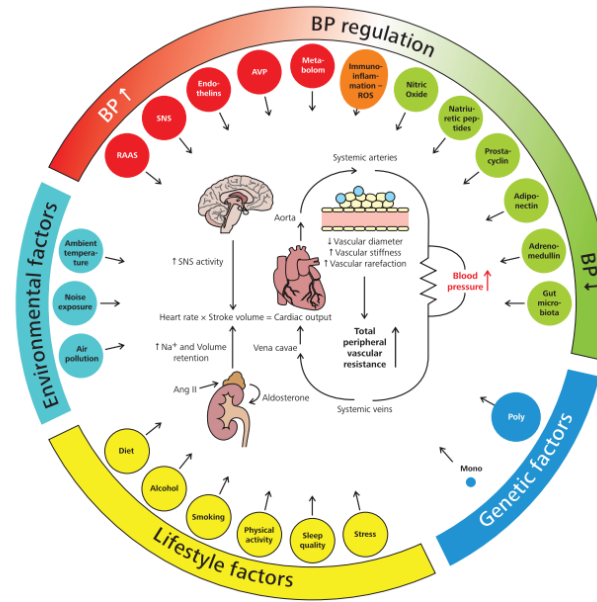 BP regulation
BP ↑
BP ↓
RAAS
SNS
Endo-
thelins
AVP
Meta-
bolom
Immuno-
inflam-
mation –
ROS
Nitric
Oxide
Natriu-
retic pep-
tides
Prosta-
cyclin
Adipo-
nectin
Adreno-
medullin
Gut
micro-
biota
Environmental factors
Ambient
tempera-
ture
Noise
exposure
Air
pollution
Systemic arteries
Aorta
↓ Vascular diameter
↑ Vascular stiffness
↑ Vascular rarefaction
↑ SNS activity
Blood
pressure ↑
Heart rate × Stroke volume = Cardiac output
↑ Na⁺ and Volume
retention
Vena cavae
Total
peripheral
vascular
resistance ↑
Ang II
Aldosterone
Systemic veins
Genetic factors
Poly
Mono
Lifestyle factors
Diet
Alcohol
Smoking
Physical
activity
Sleep
quality
Stress